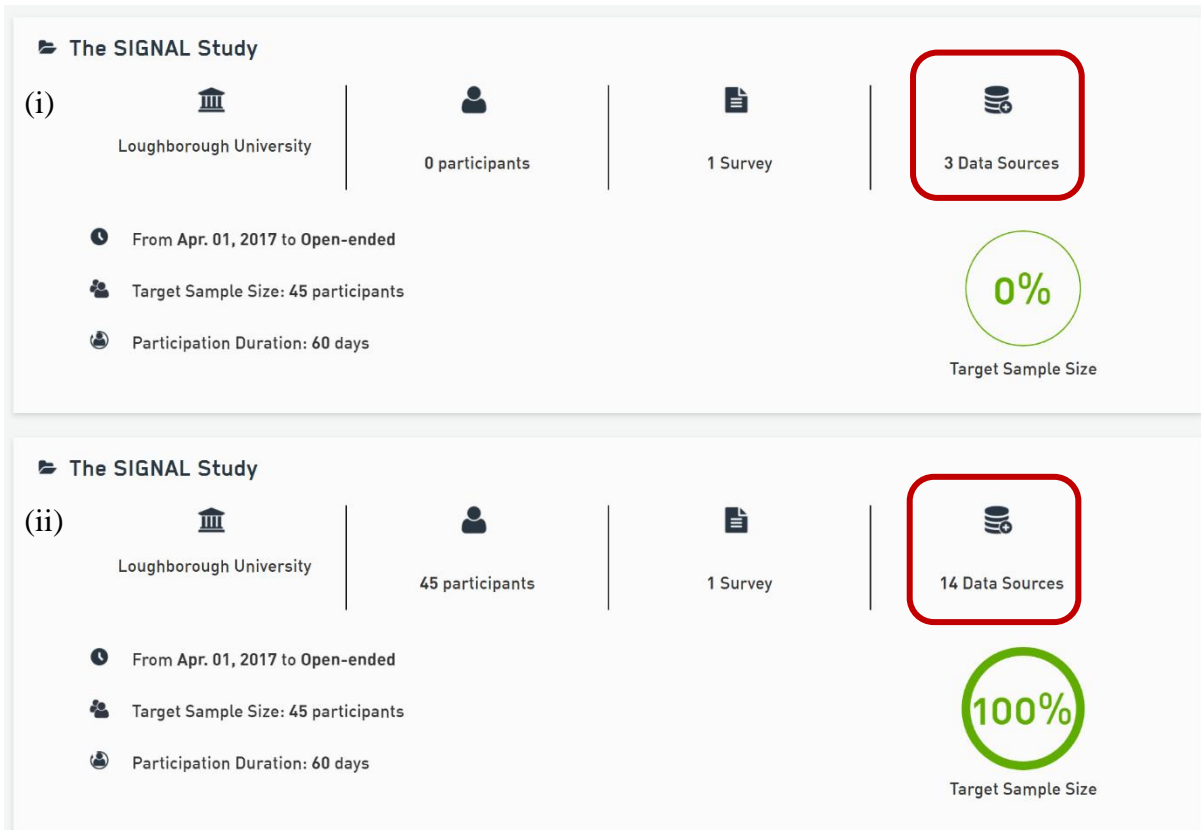 The SIGNAL Study
(i)
Loughborough University
0 participants
1 Survey
3 Data Sources
From Apr. 01, 2017 to Open-ended
Target Sample Size: 45 participants
Participation Duration: 60 days
0%
Target Sample Size
The SIGNAL Study
(ii)
Loughborough University
45 participants
1 Survey
14 Data Sources
From Apr. 01, 2017 to Open-ended
Target Sample Size: 45 participants
Participation Duration: 60 days
100%
Target Sample Size